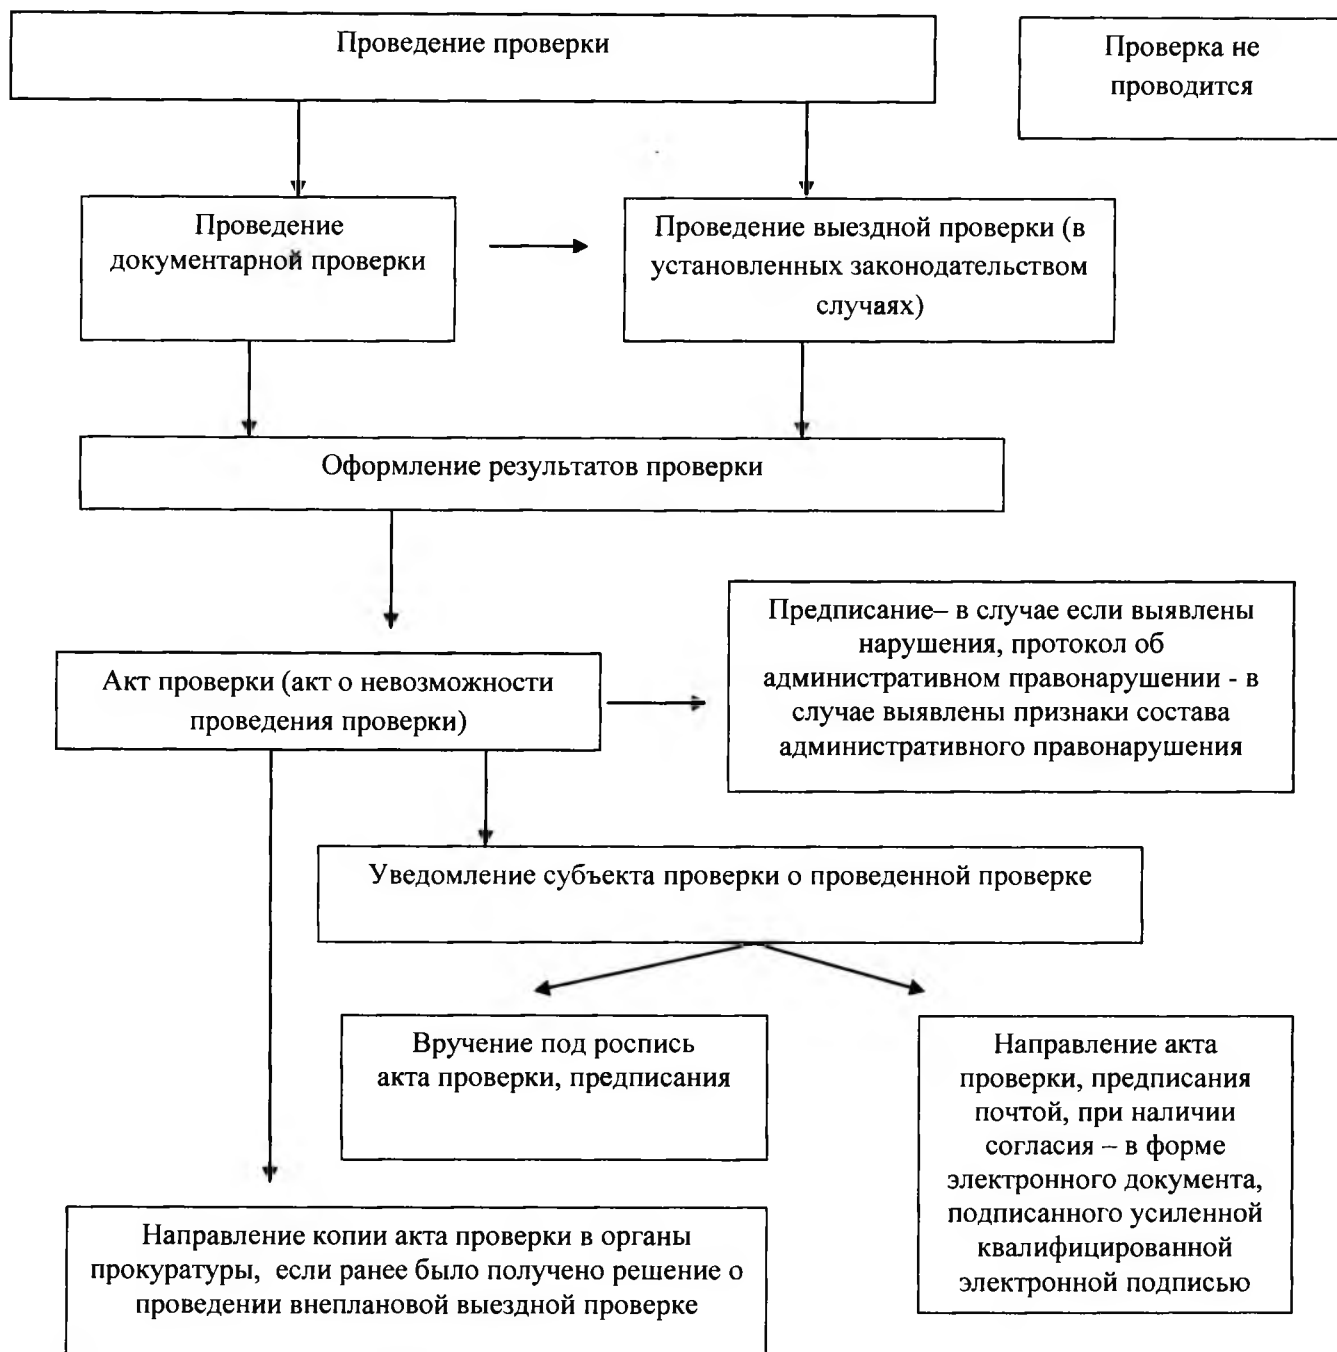 Проведение проверки
Проверка не
проводится
Проведение
документарной проверки
Проведение выездной проверки (в
установленных законодательством
случаях)
Оформление результатов проверки
Предписание– в случае если выявлены
нарушения, протокол об
административном правонарушении - в
случае выявлены признаки состава
административного правонарушения
Акт проверки (акт о невозможности
проведения проверки)
Уведомление субъекта проверки о проведенной проверке
Вручение под роспись
акта проверки, предписания
Направление акта
проверки, предписания
почтой, при наличии
согласия – в форме
электронного документа,
подписанного усиленной
квалифицированной
электронной подписью
Направление копии акта проверки в органы
прокуратуры, если ранее было получено решение о
проведении внеплановой выездной проверке